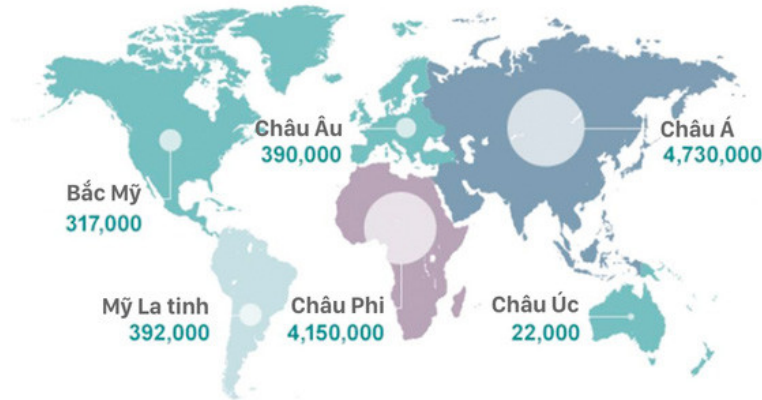 Châu Âu
390,000
Châu Á
4,730,000
Bắc Mỹ
317,000
Mỹ La tinh
392,000
Châu Phi
4,150,000
Châu Úc
22,000